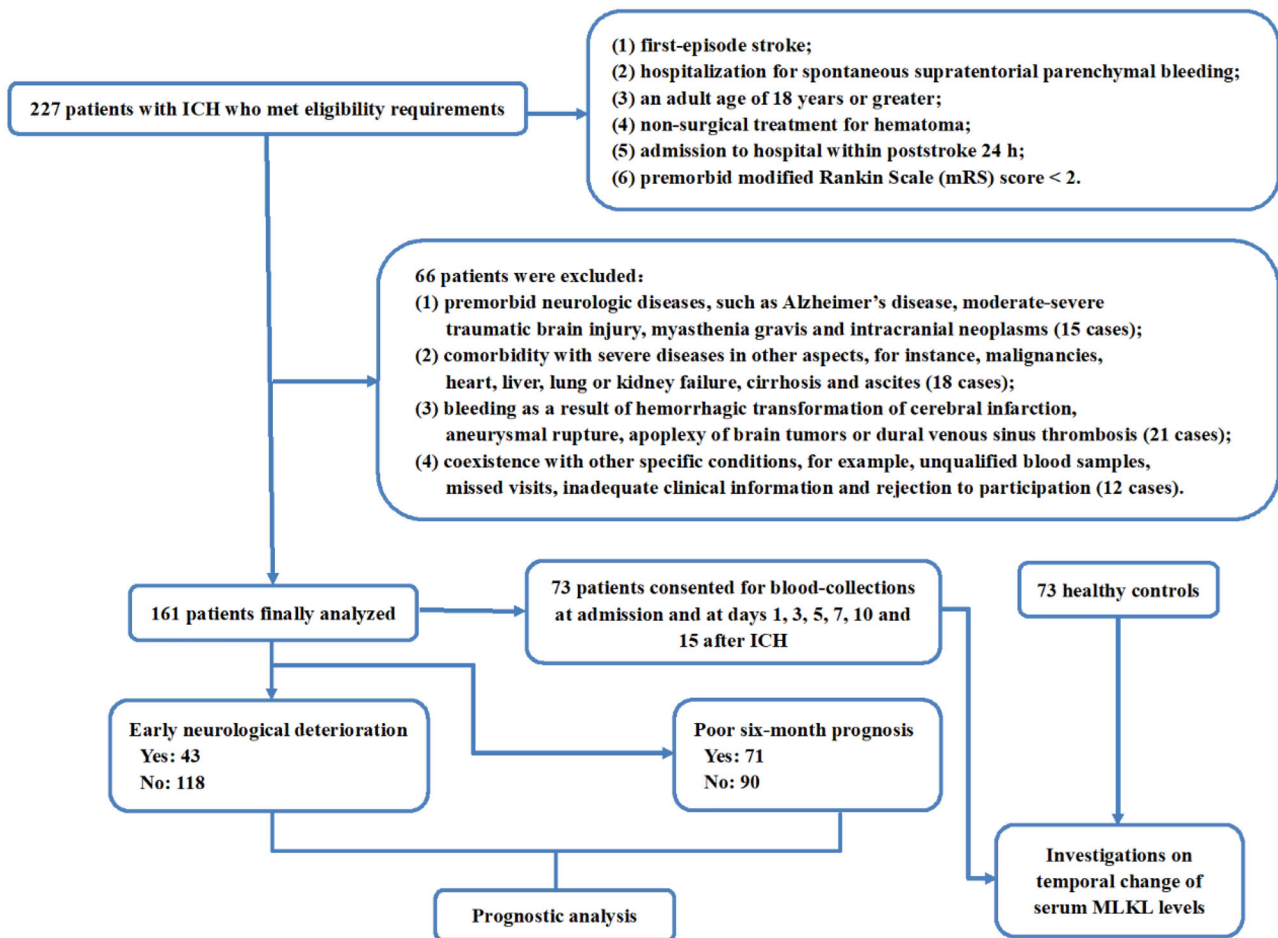 227 patients with ICH who met eligibility requirements
(1) first-episode stroke;
(2) hospitalization for spontaneous supratentorial parenchymal bleeding;
(3) an adult age of 18 years or greater;
(4) non-surgical treatment for hematoma;
(5) admission to hospital within poststroke 24 h;
(6) premorbid modified Rankin Scale (mRS) score < 2.
66 patients were excluded：
(1) premorbid neurologic diseases, such as Alzheimer’s disease, moderate-severe
traumatic brain injury, myasthenia gravis and intracranial neoplasms (15 cases);
(2) comorbidity with severe diseases in other aspects, for instance, malignancies,
heart, liver, lung or kidney failure, cirrhosis and ascites (18 cases);
(3) bleeding as a result of hemorrhagic transformation of cerebral infarction,
aneurysmal rupture, apoplexy of brain tumors or dural venous sinus thrombosis (21 cases);
(4) coexistence with other specific conditions, for example, unqualified blood samples,
missed visits, inadequate clinical information and rejection to participation (12 cases).
161 patients finally analyzed
73 patients consented for blood-collections
at admission and at days 1, 3, 5, 7, 10 and
15 after ICH
73 healthy controls
Early neurological deterioration
Yes: 43
No: 118
Poor six-month prognosis
Yes: 71
No: 90
Investigations on
temporal change of
serum MLKL levels
Prognostic analysis